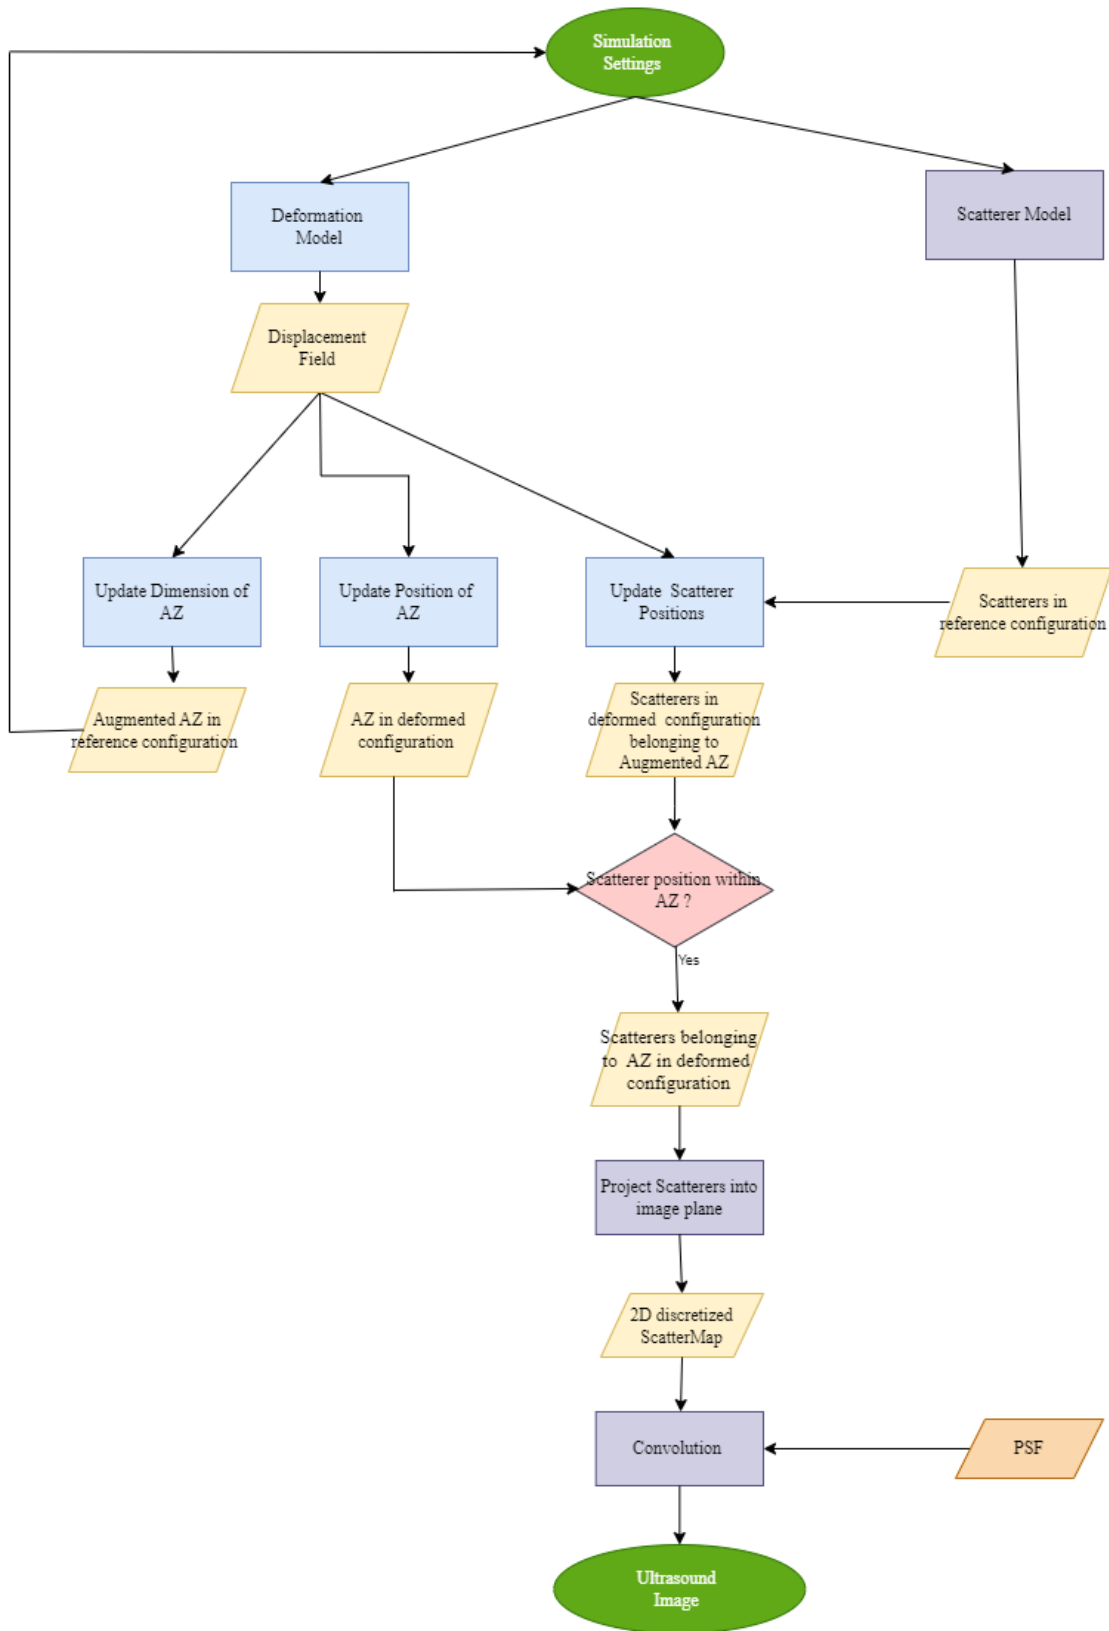 Simulation
Settings
Deformation
Model
Scatterer Model
Displacement
Field
Update Dimension of
AZ
Update Position of
AZ
Update  Scatterer
Positions
Scatterers in
reference configuration
Augmented AZ in
reference configuration
AZ in deformed
configuration
Scatterers in
deformed  configuration
belonging to
Augmented AZ
Scatterer position within
AZ ?
Yes
Scatterers belonging
to  AZ in deformed
configuration
Project Scatterers into
image plane
2D discretized
ScatterMap
Convolution
PSF
Ultrasound
Image